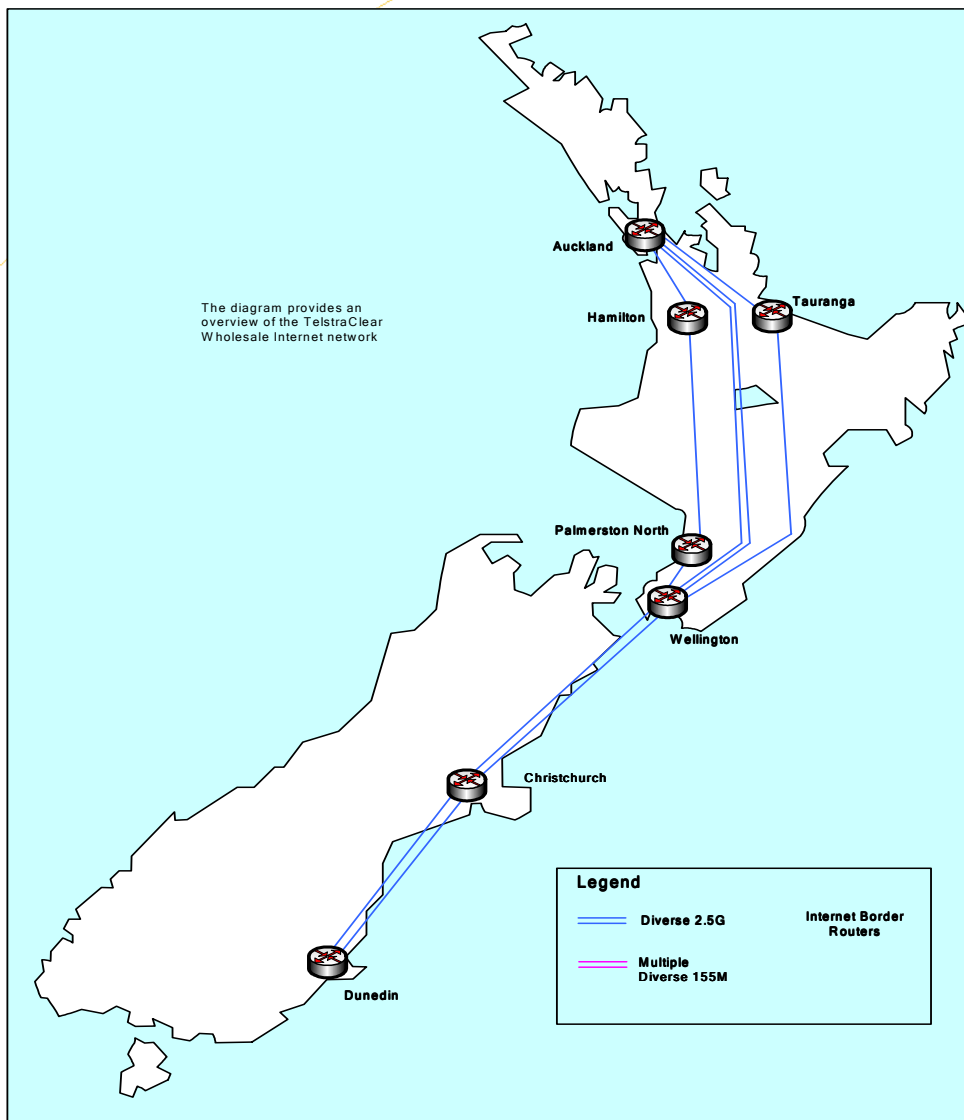 Auckland
The diagram provides an
overview of the TelstraClear
Wholesale Internet network
Hamilton
Tauranga
Palmerston North
Wellington
Christchurch
Dunedin
Legend
Diverse 2.5G
Multiple
Diverse 155M
Internet Border
Routers